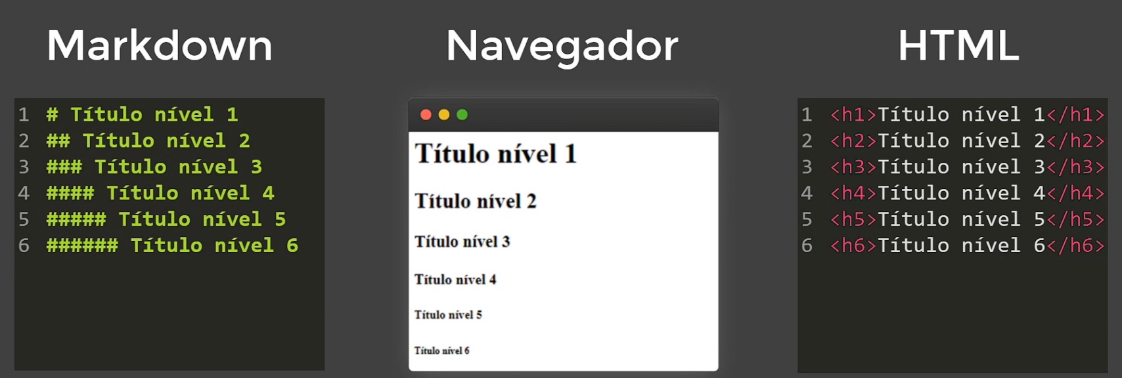 Markdown
1 # Título nível 1
2 ## Título nível 2
3 ### Título nível 3
4 #### Título nível 4
5 ##### Título nível 5
6 ###### Título nível 6
Navegador
Título nível 1
Título nível 2
Título nível 3
Título nível 4
Título nível 5
Título nível 6
HTML
1 <h1>Título nível 1</h1>
2 <h2>Título nível 2</h2>
3 <h3>Título nível 3</h3>
4 <h4>Título nível 4</h4>
5 <h5>Título nível 5</h5>
6 <h6>Título nível 6</h6>